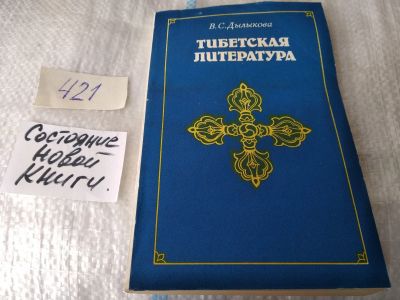 В.С.Дылыкова
ТИБЕТСКАЯ
ЛИТЕРАТУРА
421
Состояние
новой
книги.